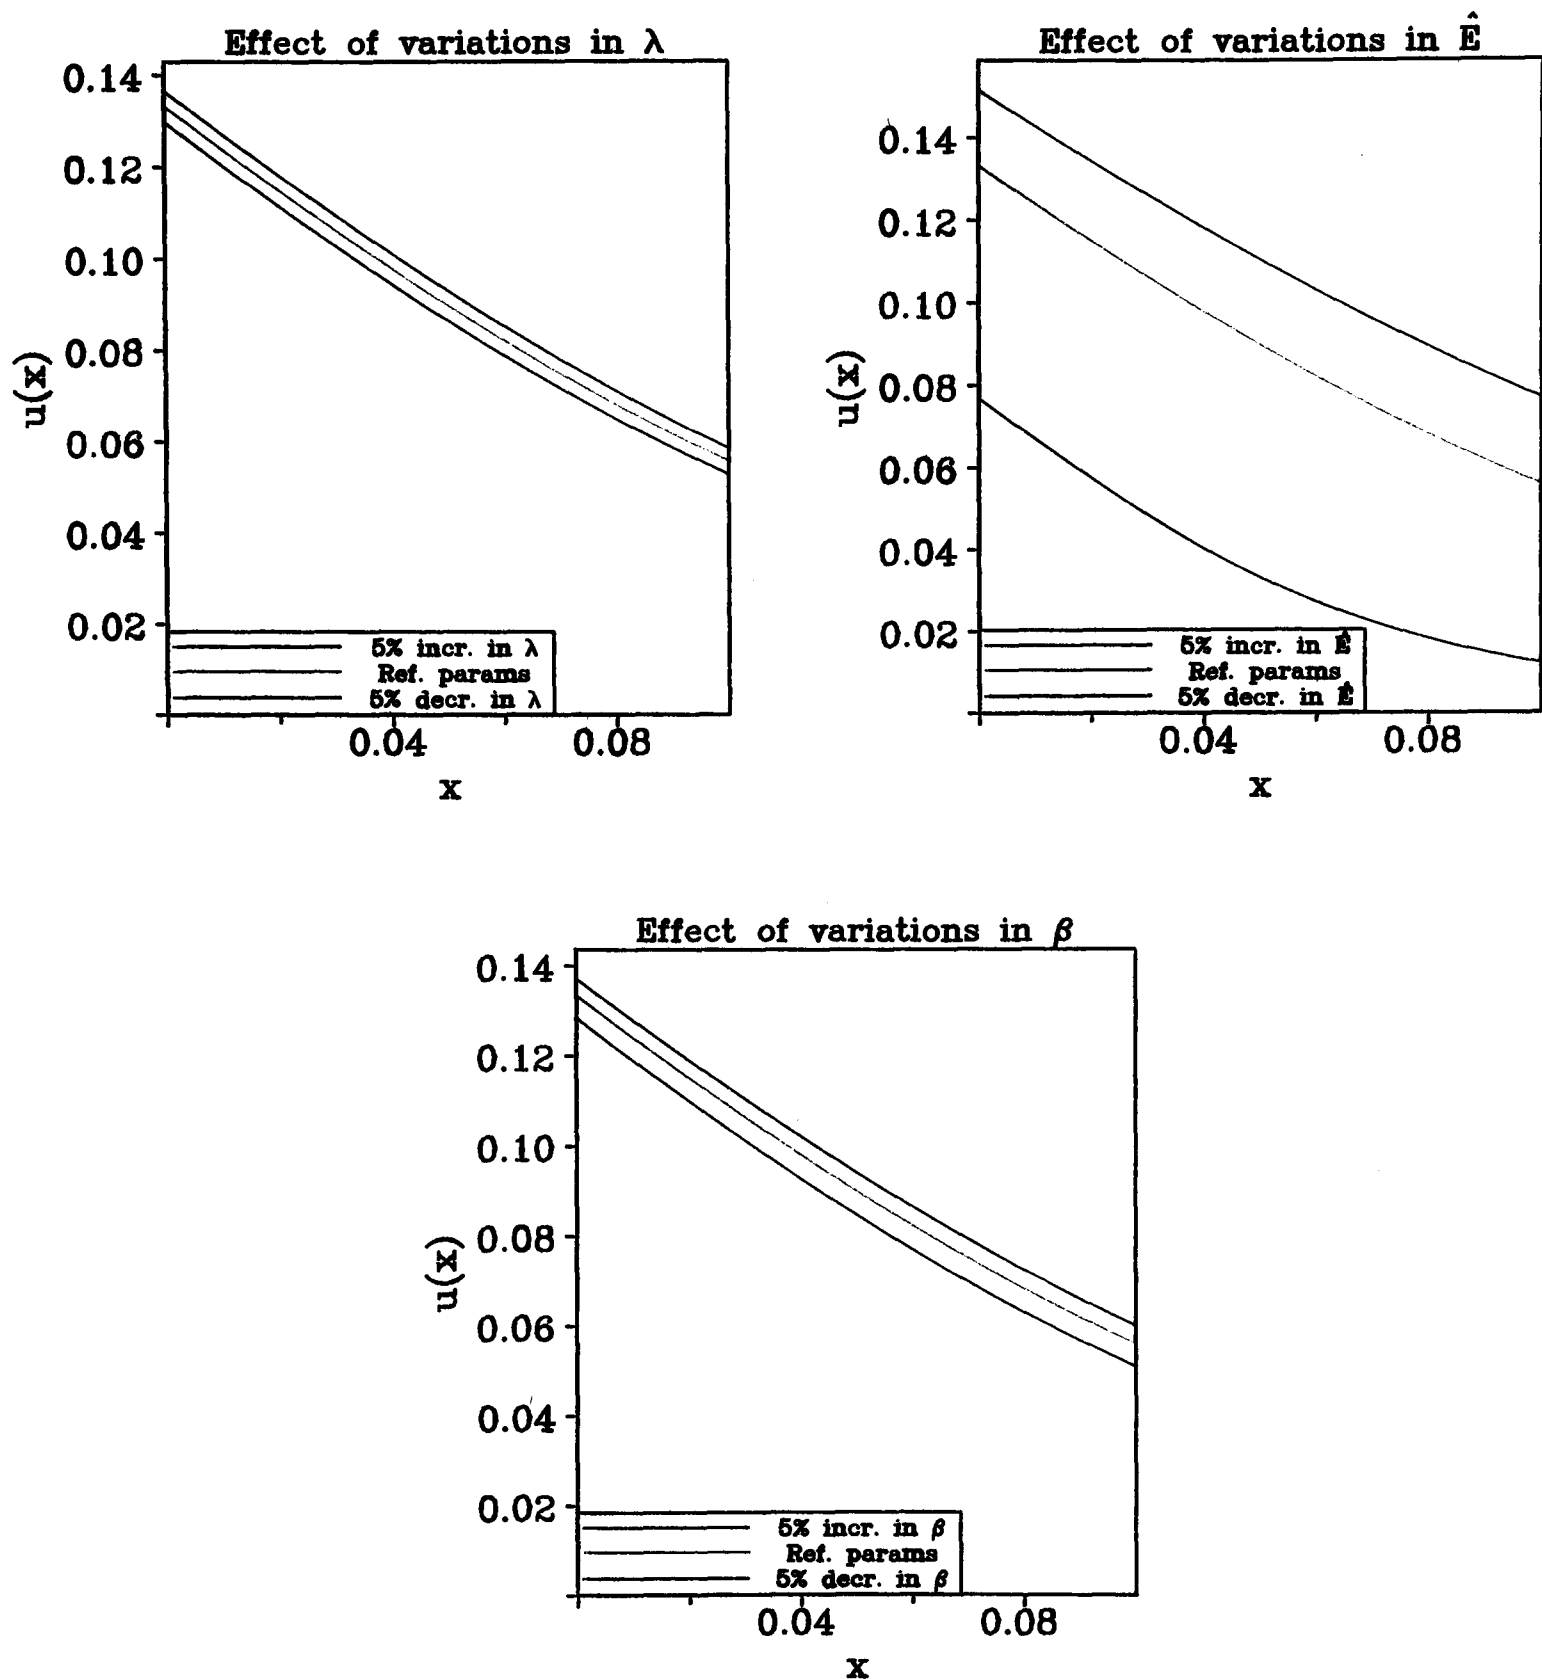 Effect of variations in λ
0.14
0.12
0.10
0.08
0.06
0.04
0.02
u(x)
5% incr. in λ
Ref. params
5% decr. in λ
0.04 0.08
x
Effect of variations in Ê
0.14
0.12
0.10
0.08
0.06
0.04
0.02
u(x)
5% incr. in Ê
Ref. params
5% decr. in Ê
0.04 0.08
x
Effect of variations in β
0.14
0.12
0.10
0.08
0.06
0.04
0.02
u(x)
5% incr. in β
Ref. params
5% decr. in β
0.04 0.08
x